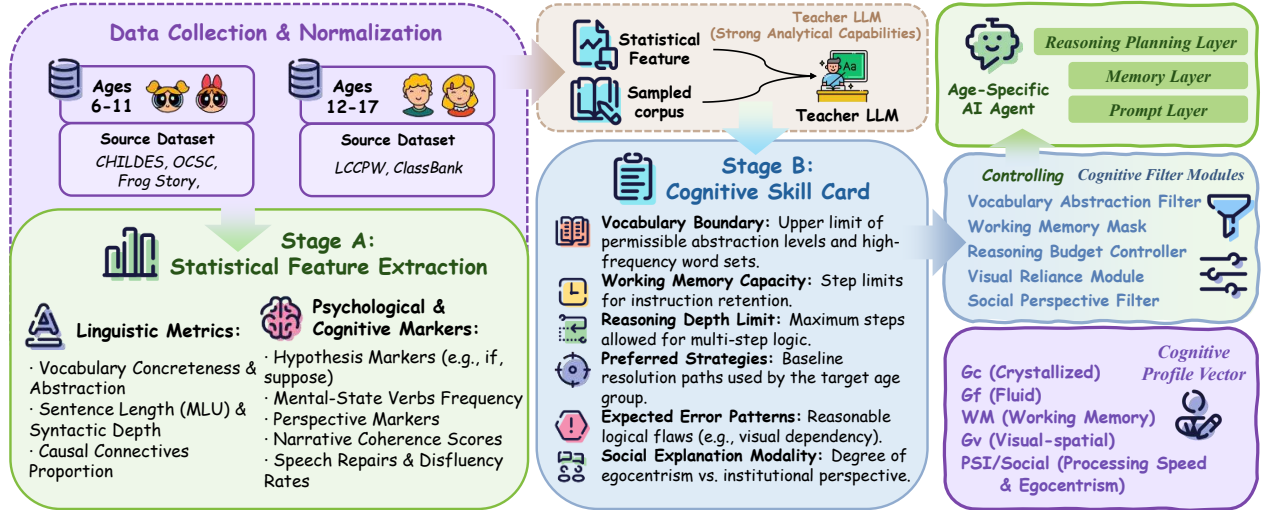 Data Collection & Normalization
Ages
6-11
Source Dataset
CHILDES, OCSC,
Frog Story,
Ages
12-17
Source Dataset
LCCPW, ClassBank
Stage A:
Statistical Feature Extraction
Linguistic Metrics:
· Vocabulary Concreteness &
Abstraction
· Sentence Length (MLU) &
Syntactic Depth
· Causal Connectives
Proportion
Psychological &
Cognitive Markers:
· Hypothesis Markers (e.g., if,
suppose)
· Mental-State Verbs Frequency
· Perspective Markers
· Narrative Coherence Scores
· Speech Repairs & Disfluency
Rates
Statistical
Feature
Sampled
corpus
Teacher LLM
(Strong Analytical Capabilities)
Aa
Teacher LLM
Stage B:
Cognitive Skill Card
Vocabulary Boundary: Upper limit of
permissible abstraction levels and high-
frequency word sets.
Working Memory Capacity: Step limits
for instruction retention.
Reasoning Depth Limit: Maximum steps
allowed for multi-step logic.
Preferred Strategies: Baseline
resolution paths used by the target age
group.
Expected Error Patterns: Reasonable
logical flaws (e.g., visual dependency).
Social Explanation Modality: Degree of
egocentrism vs. institutional perspective.
Age-Specific
AI Agent
Reasoning Planning Layer
Memory Layer
Prompt Layer
Controlling
Cognitive Filter Modules
Vocabulary Abstraction Filter
Working Memory Mask
Reasoning Budget Controller
Visual Reliance Module
Social Perspective Filter
Cognitive
Profile Vector
Gc (Crystallized)
Gf (Fluid)
WM (Working Memory)
Gv (Visual-spatial)
PSI/Social (Processing Speed
& Egocentrism)